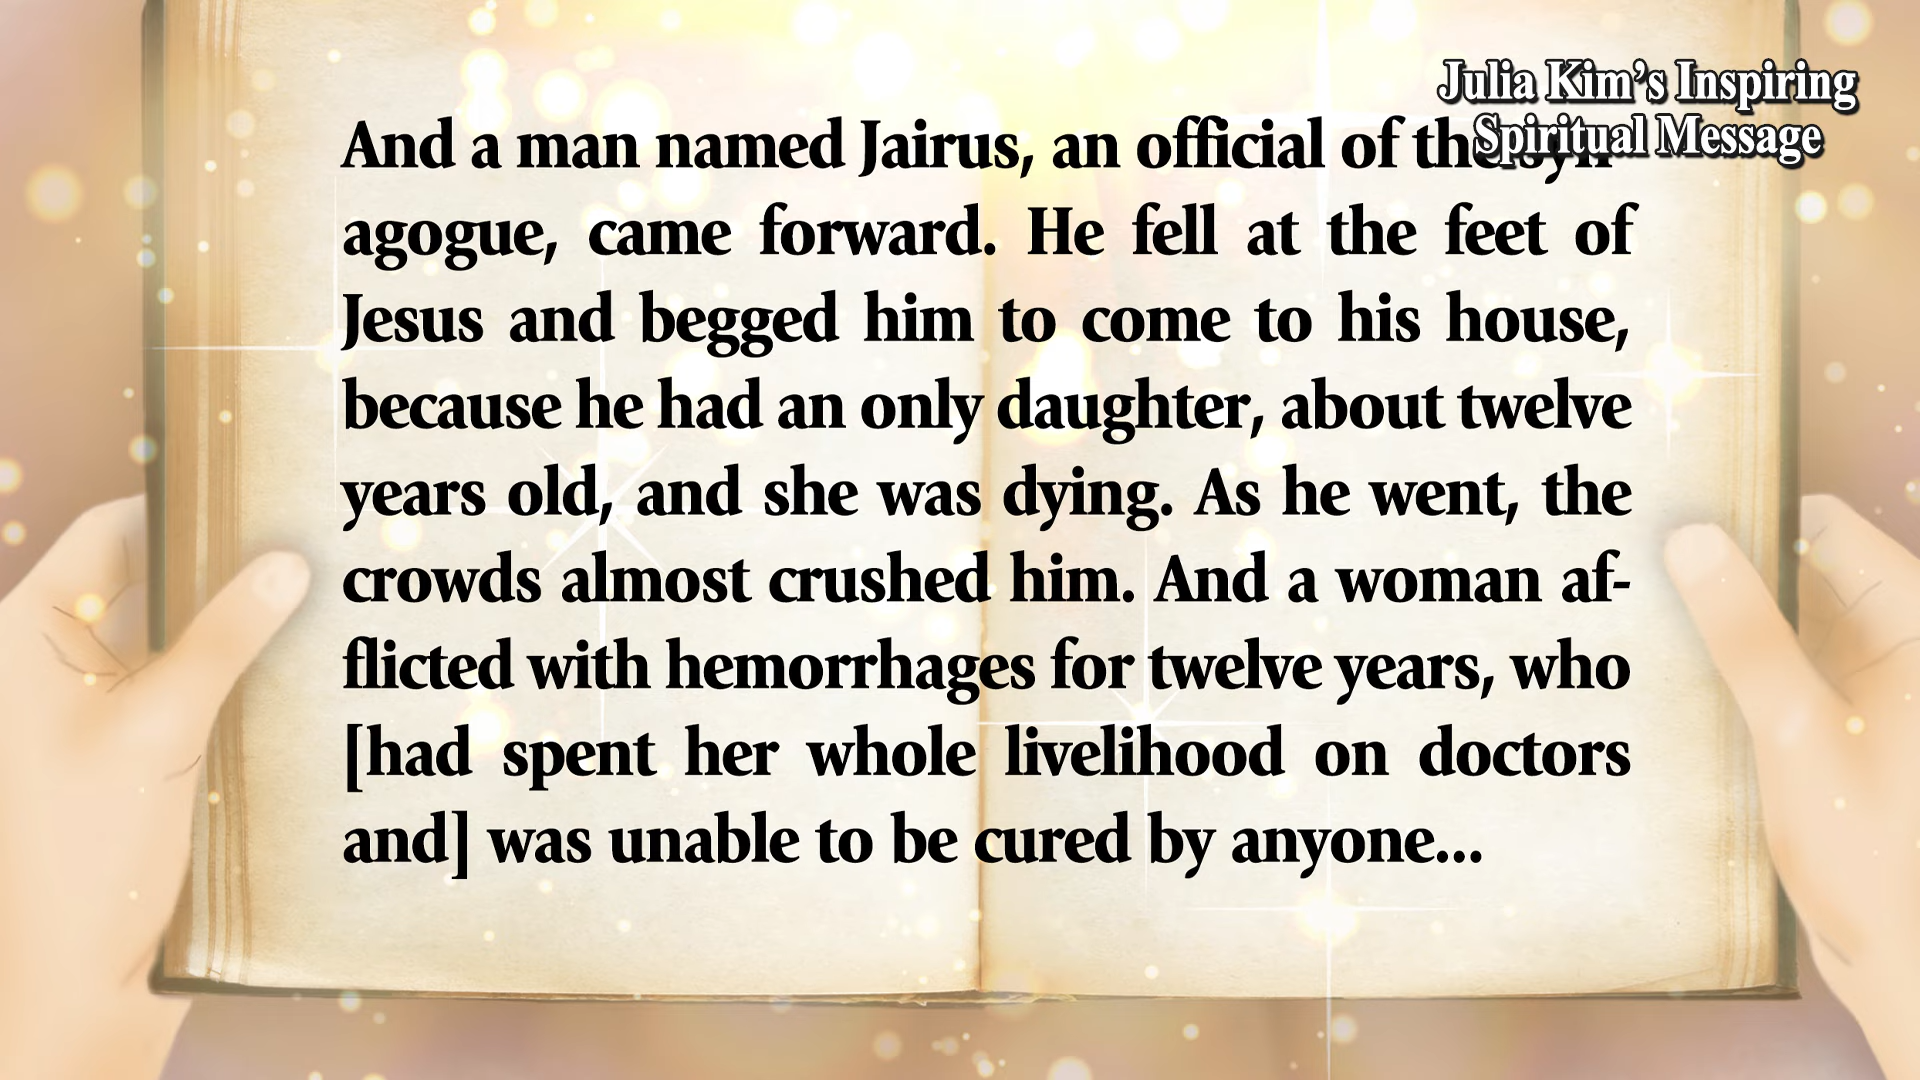 Julia Kim's Inspiring
Spiritual Message
And a man named Jairus, an official of the syn-
agogue, came forward. He fell at the feet of
Jesus and begged him to come to his house,
because he had an only daughter, about twelve
years old, and she was dying. As he went, the
crowds almost crushed him. And a woman af-
flicted with hemorrhages for twelve years, who
[had spent her whole livelihood on doctors
and] was unable to be cured by anyone...